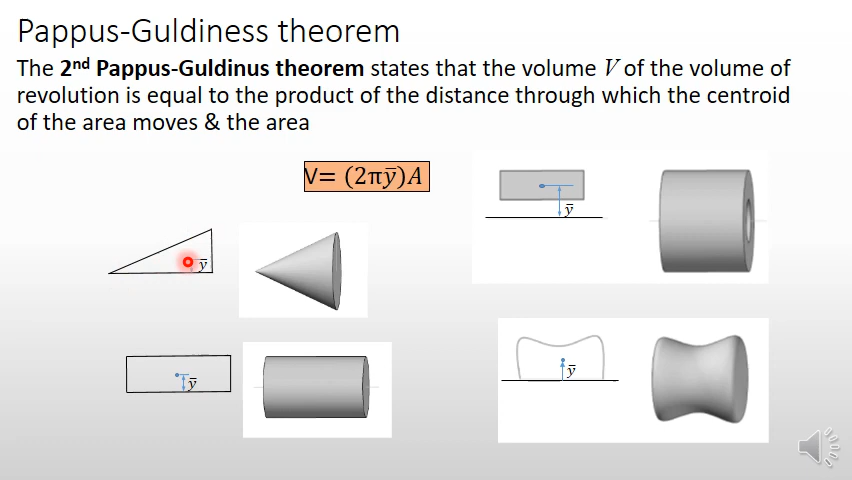 Pappus-Guldiness theorem
The 2nd Pappus-Guldinus theorem states that the volume V of the volume of
revolution is equal to the product of the distance through which the centroid
of the area moves & the area
V= (2πȳ)A
ȳ
ȳ
ȳ
ȳ